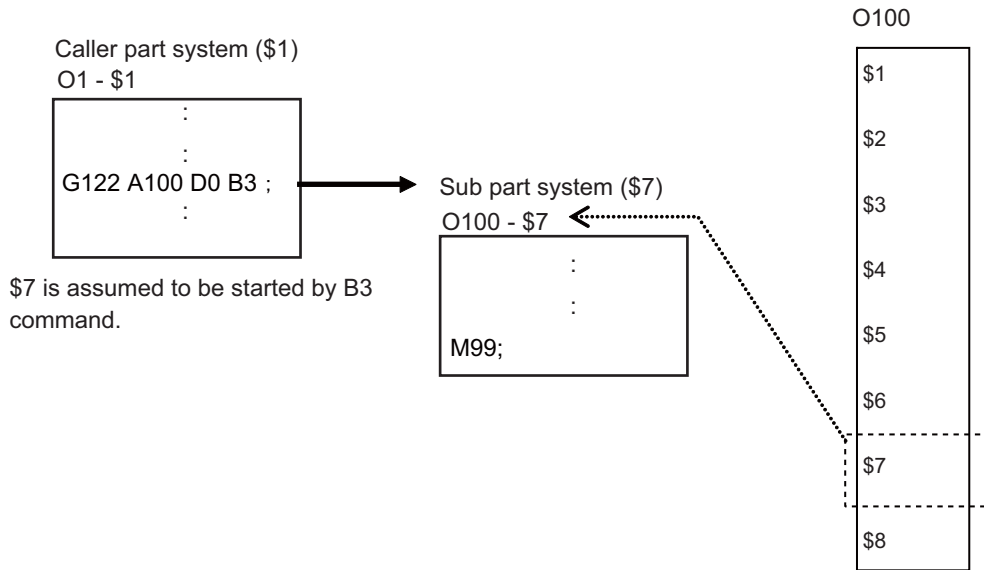 Caller part system ($1)
O1 - $1
:
:
G122 A100 D0 B3 ;
:
$7 is assumed to be started by B3
command.
Sub part system ($7)
O100 - $7
:
:
M99;
O100
$1
$2
$3
$4
$5
$6
$7
$8